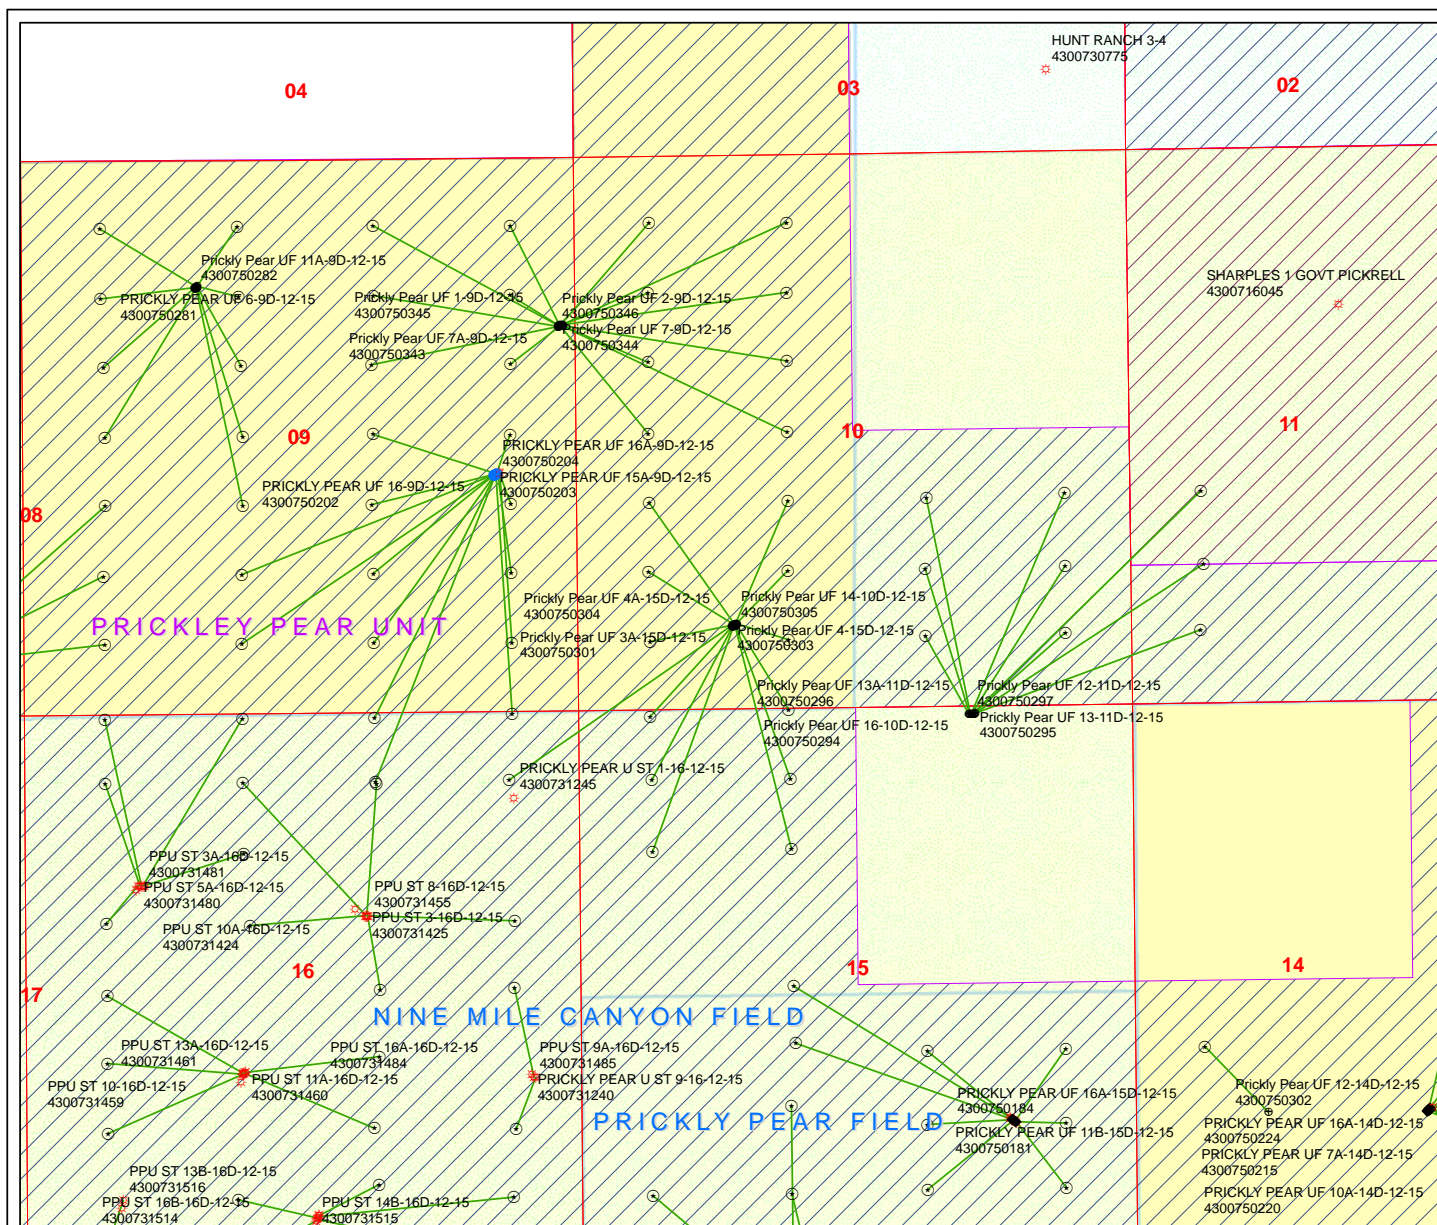 HUNT RANCH 3-4
4300730775
04
03
02
Prickly Pear UF 11A-9D-12-15
4300750282
PRICKLY PEAR UF 6-9D-12-15
4300750281
Prickly Pear UF 1-9D-12-15
4300750345
Prickly Pear UF 2-9D-12-15
4300750346
Prickly Pear UF 7-9D-12-15
4300750344
Prickly Pear UF 7A-9D-12-15
4300750343
SHARPLES 1 GOVT PICKRELL
4300716045
09
10
11
PRICKLY PEAR UF 16A-9D-12-15
4300750204
PRICKLY PEAR UF 15A-9D-12-15
4300750203
PRICKLY PEAR UF 16-9D-12-15
4300750202
08
Prickly Pear UF 4A-15D-12-15
4300750304
Prickly Pear UF 14-10D-12-15
4300750305
PRICKLEY PEAR UNIT
Prickly Pear UF 3A-15D-12-15
4300750301
Prickly Pear UF 4-15D-12-15
4300750303
Prickly Pear UF 13A-11D-12-15
4300750296
Prickly Pear UF 12-11D-12-15
4300750297
Prickly Pear UF 16-10D-12-15
4300750294
Prickly Pear UF 13-11D-12-15
4300750295
PRICKLY PEAR U ST 1-16-12-15
4300731245
PPU ST 3A-16D-12-15
4300731481
PPU ST 5A-16D-12-15
4300731480
PPU ST 8-16D-12-15
4300731455
PPU ST 3-16D-12-15
4300731425
PPU ST 10A-16D-12-15
4300731424
16
15
14
17
NINE MILE CANYON FIELD
PPU ST 13A-16D-12-15
4300731461
PPU ST 16A-16D-12-15
4300731484
PPU ST 9A-16D-12-15
4300731485
PPU ST 10-16D-12-15
4300731459
PPU ST 11A-16D-12-15
4300731460
PRICKLY PEAR U ST 9-16-12-15
4300731240
PRICKLY PEAR UF 16A-15D-12-15
4300750184
Prickly Pear UF 12-14D-12-15
4300750302
PRICKLY PEAR FIELD
PRICKLY PEAR UF 11B-15D-12-15
4300750181
PRICKLY PEAR UF 16A-14D-12-15
4300750224
PRICKLY PEAR UF 7A-14D-12-15
4300750215
PRICKLY PEAR UF 10A-14D-12-15
4300750220
PPU ST 13B-16D-12-15
4300731516
PPU ST 16B-16D-12-15
4300731514
PPU ST 14B-16D-12-15
4300731515